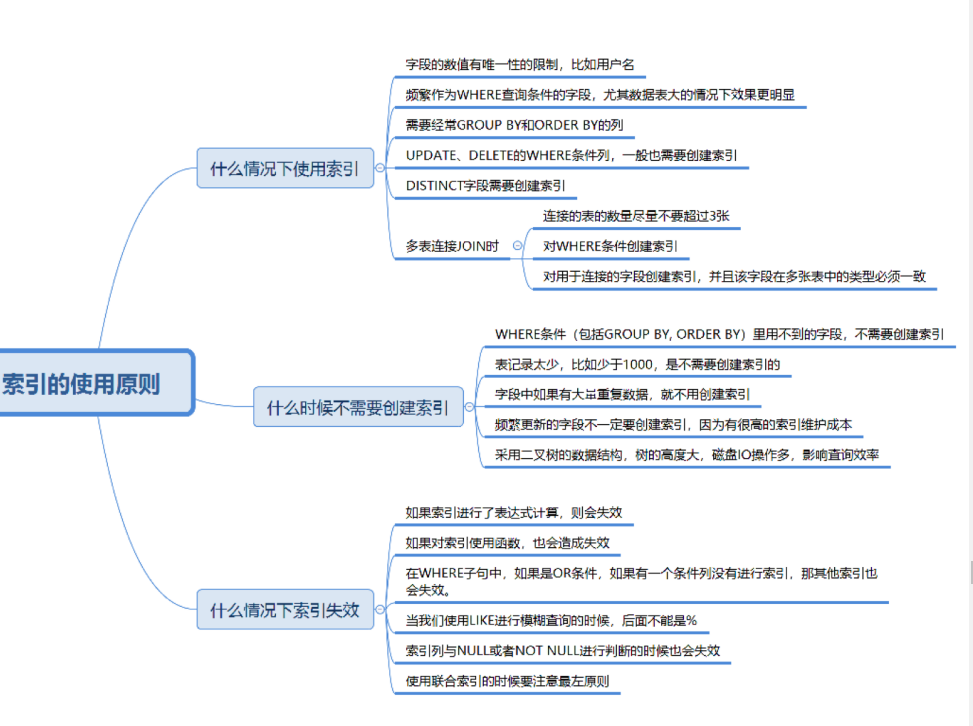 字段的数值有唯一性的限制，比如用户名
频繁作为WHERE查询条件的字段，尤其数据表大的情况下效果更明显
需要经常GROUP BY和ORDER BY的列
UPDATE、DELETE的WHERE条件列，一般也需要创建索引
什么情况下使用索引
DISTINCT字段需要创建索引
连接的表的数量尽量不要超过3张
多表连接JOIN时
对WHERE条件创建索引
对用于连接的字段创建索引，并且该字段在多张表中的类型必须一致
WHERE条件（包括GROUP BY, ORDER BY）里用不到的字段，不需要创建索引
表记录太少，比如少于1000，是不需要创建索引的
索引的使用原则
字段中如果有大量重复数据，就不用创建索引
什么时候不需要创建索引
频繁更新的字段不一定要创建索引，因为有很高的索引维护成本
采用二叉树的数据结构，树的高度大，磁盘IO操作多，影响查询效率
如果索引进行了表达式计算，则会失效
如果对索引使用函数，也会造成失效
在WHERE子句中，如果是OR条件，如果有一个条件列没有进行索引，那其他索引也
会失效。
什么情况下索引失效
当我们使用LIKE进行模糊查询的时候，后面不能是%
索引列与NULL或者NOT NULL进行判断的时候也会失效
使用联合索引的时候要注意最左原则